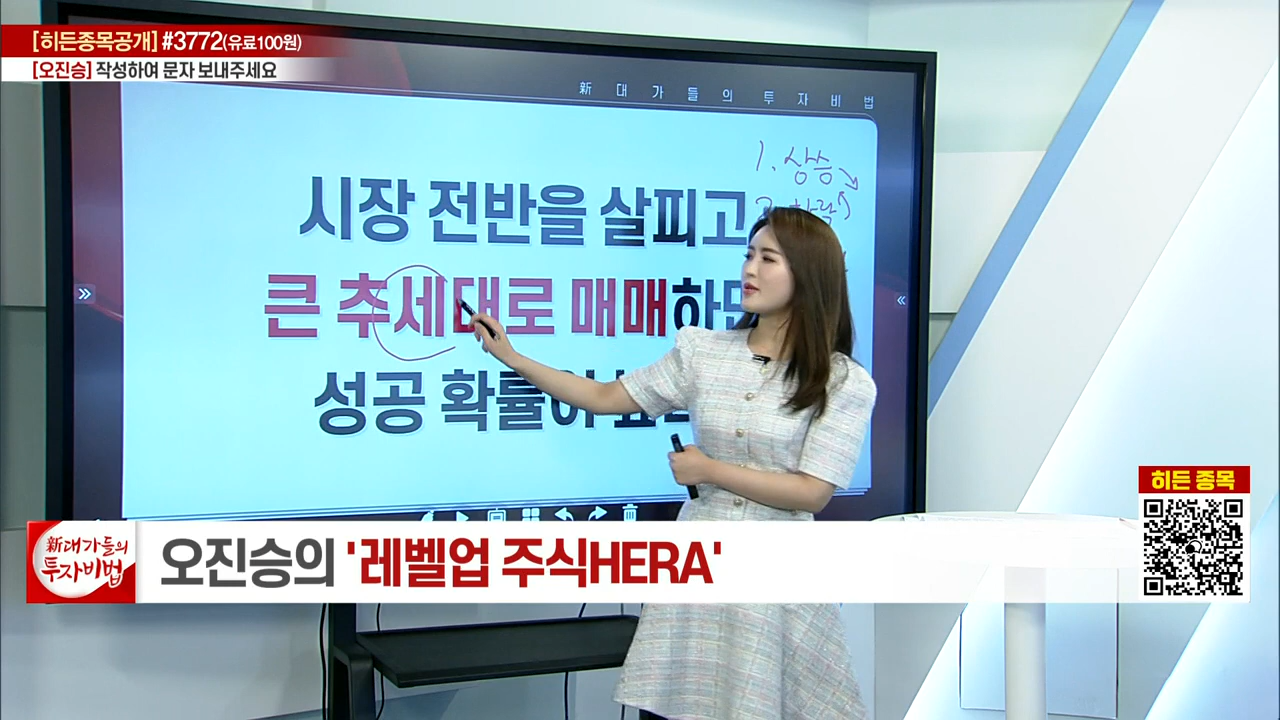 [히든종목공개] #3772(유료100원)
[오진승] 작성하여 문자 보내주세요
新 대 가 들 의 투 자 비 법
1. 상승
시장 전반을 살피고
큰 추세대로 매매하면
성공 확률이
히든 종목
新대가들의
투자비법
오진승의 '레벨업 주식HERA'